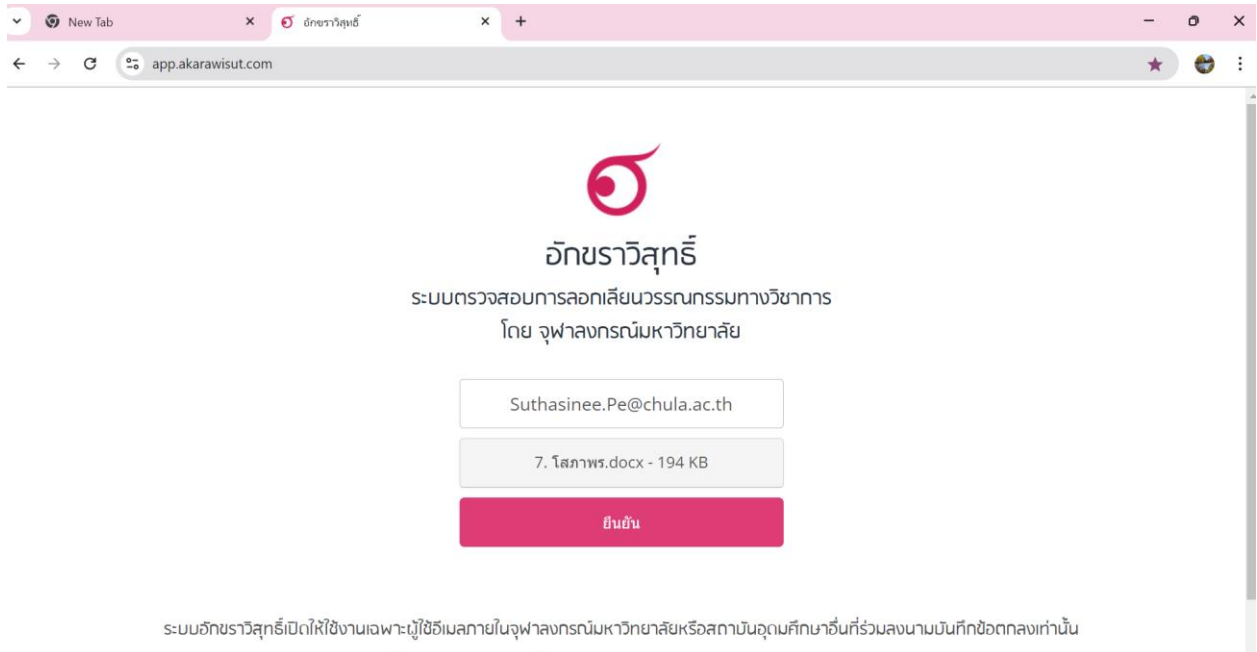 New Tab
อักขราวิสุทธิ์
app.akarawisut.com
อักขราวิสุทธิ์
ระบบตรวจสอบการลอกเลียนวรรณกรรมทางวิชาการ
โดย จุฬาลงกรณ์มหาวิทยาลัย
Suthasinee.Pe@chula.ac.th
7. โสภาพร.docx - 194 KB
ยืนยัน
ระบบอักขราวิสุทธิ์เปิดให้ใช้งานเฉพาะผู้ใช้อีเมลภายในจุฬาลงกรณ์มหาวิทยาลัยหรือสถาบันอุดมศึกษาอื่นที่ร่วมลงนามบันทึกข้อตกลงเท่านั้น